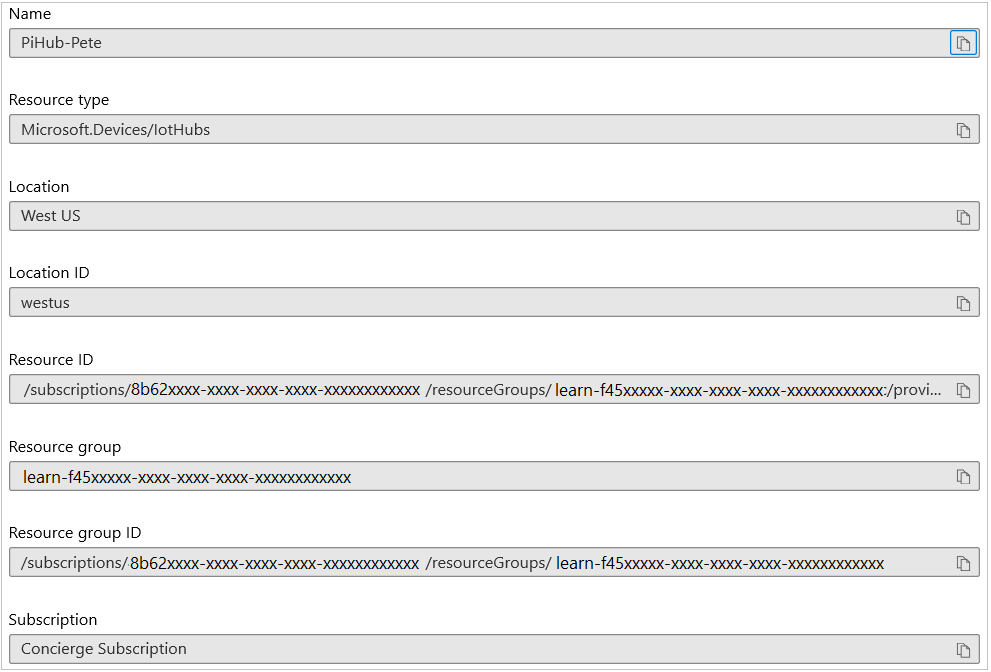 Name
PiHub-Pete
Resource type
Microsoft.Devices/IotHubs
Location
West US
Location ID
westus
Resource ID
/subscriptions/8b62xxxx-xxxx-xxxx-xxxx-xxxxxxxxxxxx /resourceGroups/ learn-f45xxxxx-xxxx-xxxx-xxxx-xxxxxxxxxxxx:/provi...
Resource group
learn-f45xxxxx-xxxx-xxxx-xxxx-xxxxxxxxxxxx
Resource group ID
/subscriptions/8b62xxxx-xxxx-xxxx-xxxx-xxxxxxxxxxxx /resourceGroups/ learn-f45xxxxx-xxxx-xxxx-xxxx-xxxxxxxxxxxx
Subscription
Concierge Subscription